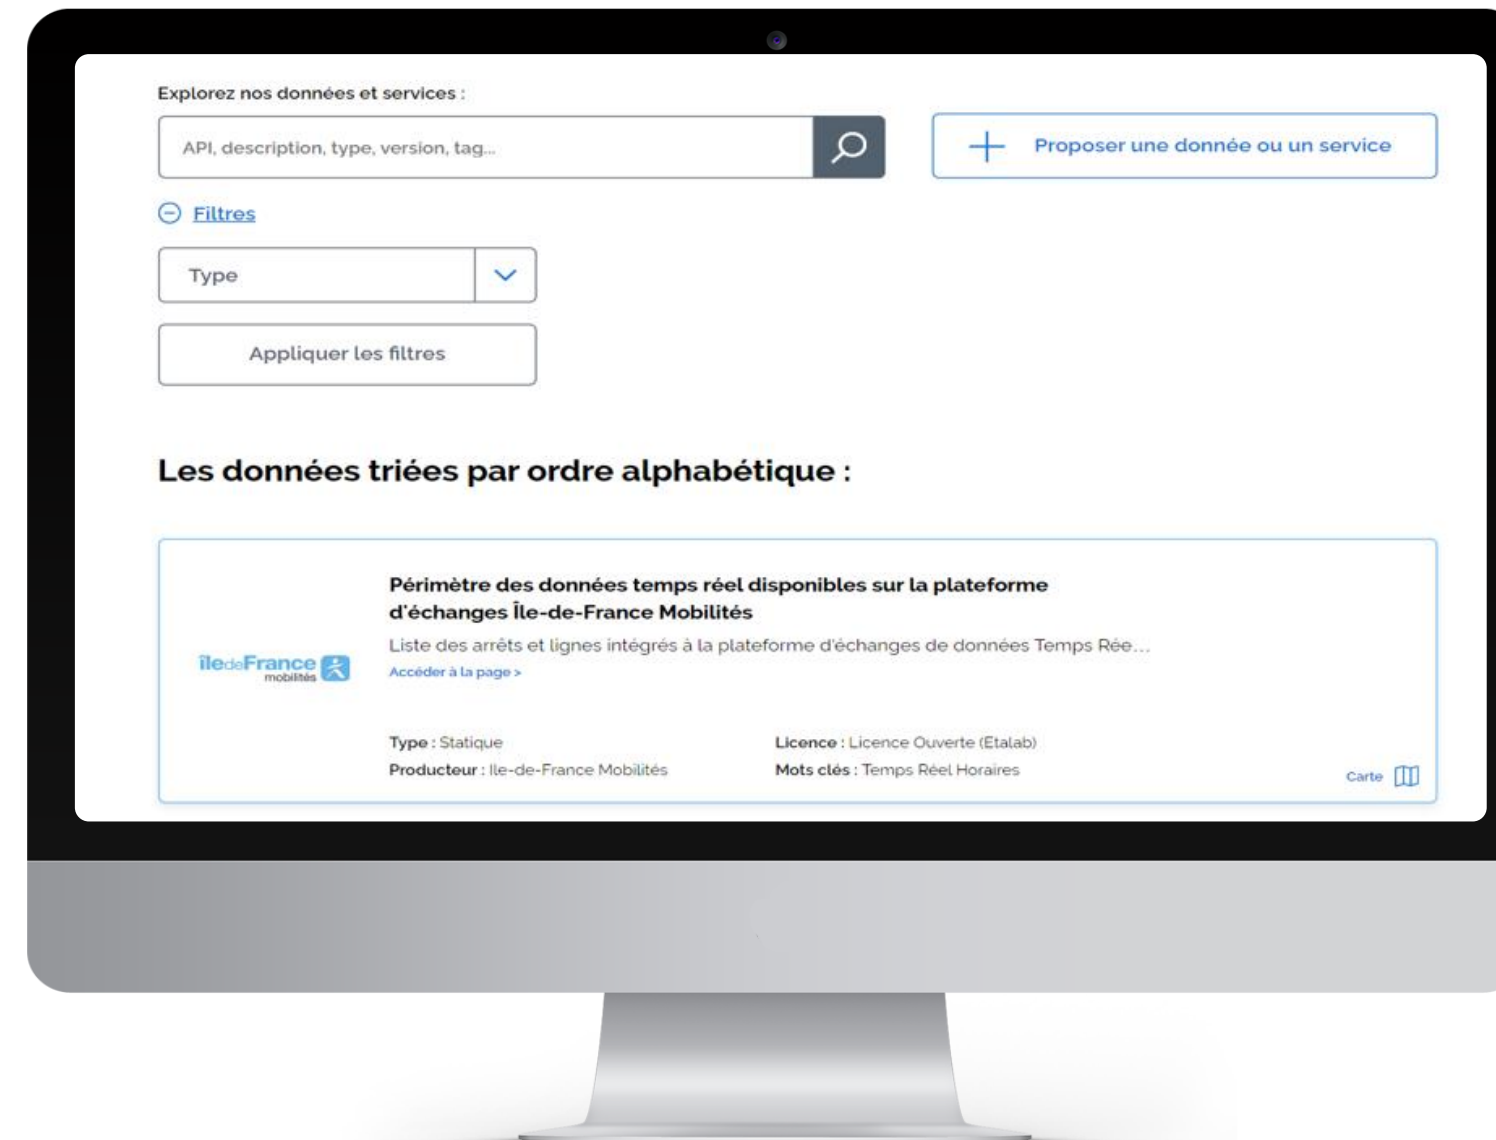 Explorez nos données et services :
API, description, type, version, tag...
Proposer une donnée ou un service
Filtres
Type
Appliquer les filtres
Les données triées par ordre alphabétique :
Périmètre des données temps réel disponibles sur la plateforme
d'échanges Île-de-France Mobilités
Liste des arrêts et lignes intégrés à la plateforme d'échanges de données Temps Rée...
Accéder à la page >
îledeFrance
mobilités
Type : Statique
Licence : Licence Ouverte (Etalab)
Producteur : Ile-de-France Mobilités
Mots clés : Temps Réel Horaires
Carte